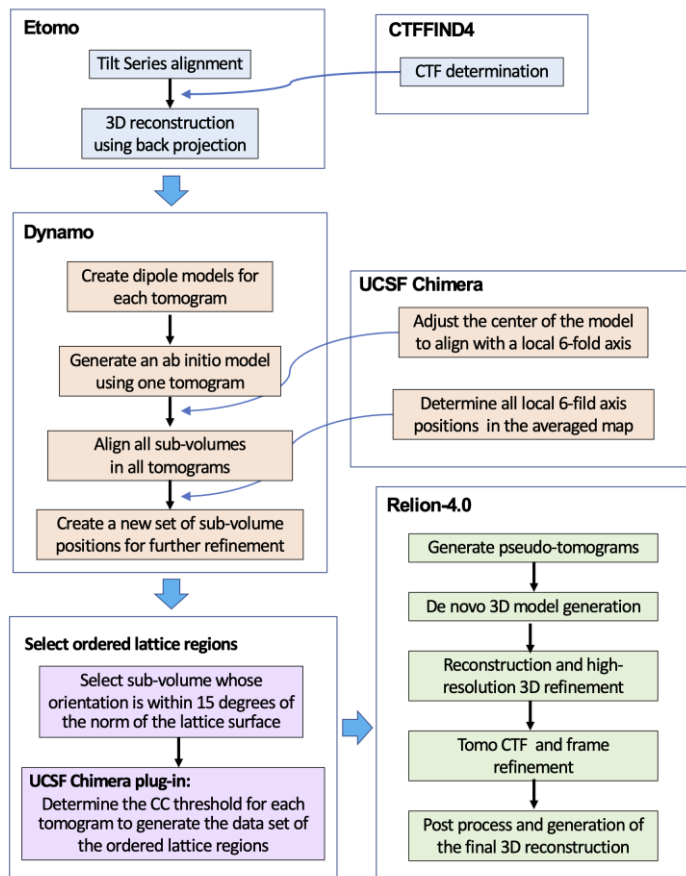 Etomo
Tilt Series alignment
3D reconstruction
using back projection
CTFFIND4
CTF determination
Dynamo
Create dipole models for
each tomogram
Generate an ab initio model
using one tomogram
Align all sub-volumes
in all tomograms
Create a new set of sub-volume
positions for further refinement
UCSF Chimera
Adjust the center of the model
to align with a local 6-fold axis
Determine all local 6-fild axis
positions in the averaged map
Select ordered lattice regions
Select sub-volume whose
orientation is within 15 degrees of
the norm of the lattice surface
UCSF Chimera plug-in:
Determine the CC threshold for each
tomogram to generate the data set of
the ordered lattice regions
Relion-4.0
Generate pseudo-tomograms
De novo 3D model generation
Reconstruction and high-
resolution 3D refinement
Tomo CTF and frame
refinement
Post process and generation of
the final 3D reconstruction